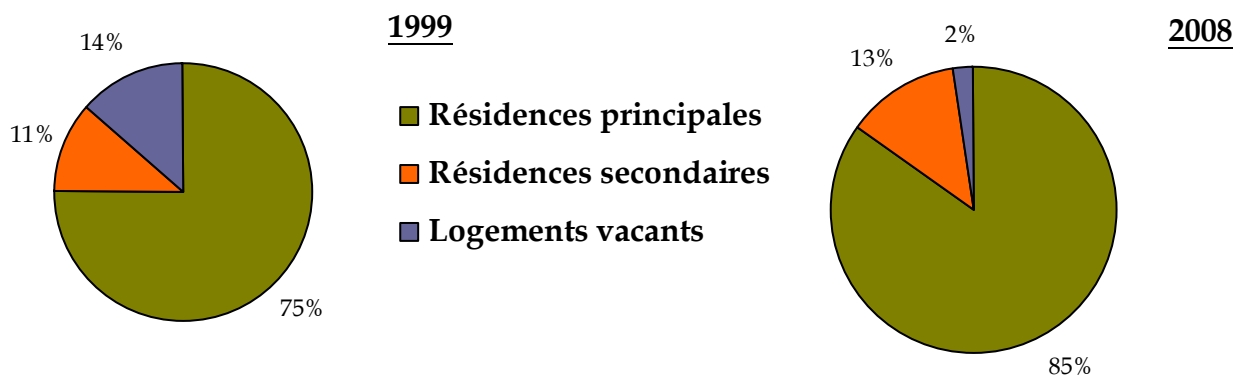 1999
14%
11%
75%
Résidences principales
Résidences secondaires
Logements vacants
2008
2%
13%
85%